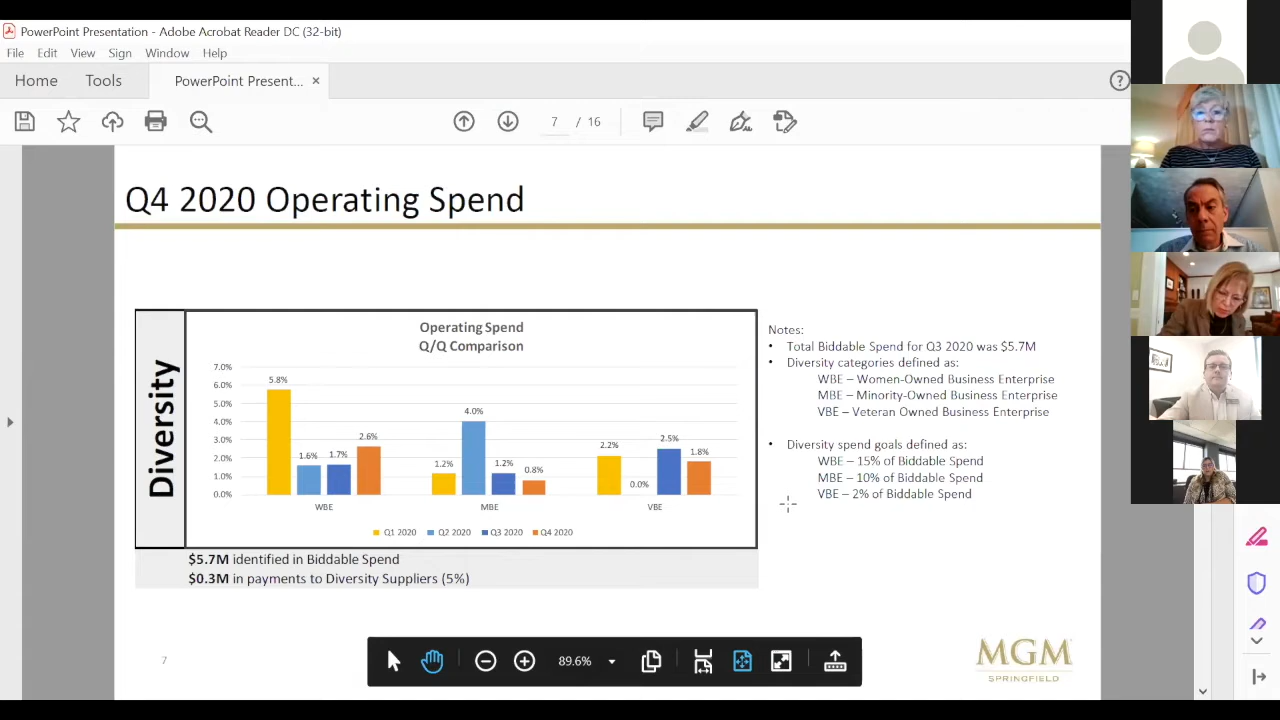 PowerPoint Presentation - Adobe Acrobat Reader DC (32-bit)
File Edit View Sign Window Help
Home Tools PowerPoint Present... ×
7 / 16
Q4 2020 Operating Spend
Diversity
Operating Spend
Q/Q Comparison
7.0%
6.0%
5.0%
4.0%
3.0%
2.0%
1.0%
0.0%
5.8% 1.6% 1.7% 2.6%
1.2% 4.0% 1.2% 0.8%
2.2% 0.0% 2.5% 1.8%
WBE MBE VBE
Q1 2020 Q2 2020 Q3 2020 Q4 2020
$5.7M identified in Biddable Spend
$0.3M in payments to Diversity Suppliers (5%)
Notes:
• Total Biddable Spend for Q3 2020 was $5.7M
• Diversity categories defined as:
WBE – Women-Owned Business Enterprise
MBE – Minority-Owned Business Enterprise
VBE – Veteran Owned Business Enterprise
• Diversity spend goals defined as:
WBE – 15% of Biddable Spend
MBE – 10% of Biddable Spend
VBE – 2% of Biddable Spend
7
89.6%
MGM
SPRINGFIELD